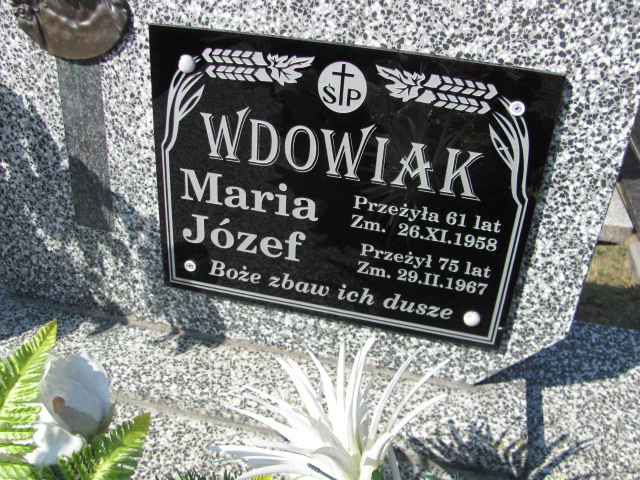 Ś P
WDOWIAK
Maria Przeżyła 61 lat
Zm. 26.XI.1958
Józef Przeżył 75 lat
Zm. 29.II.1967
Boże zbaw ich dusze